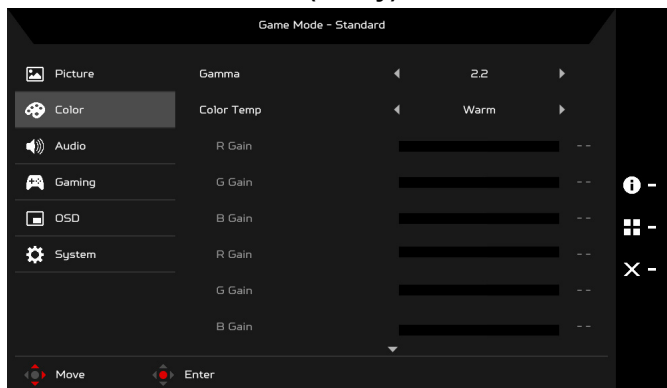 Game Mode - Standard
Picture Gamma 2.2
Color Color Temp Warm
Audio R Gain --
Gaming G Gain --
OSD B Gain --
System R Gain --
G Gain --
B Gain --
Move Enter